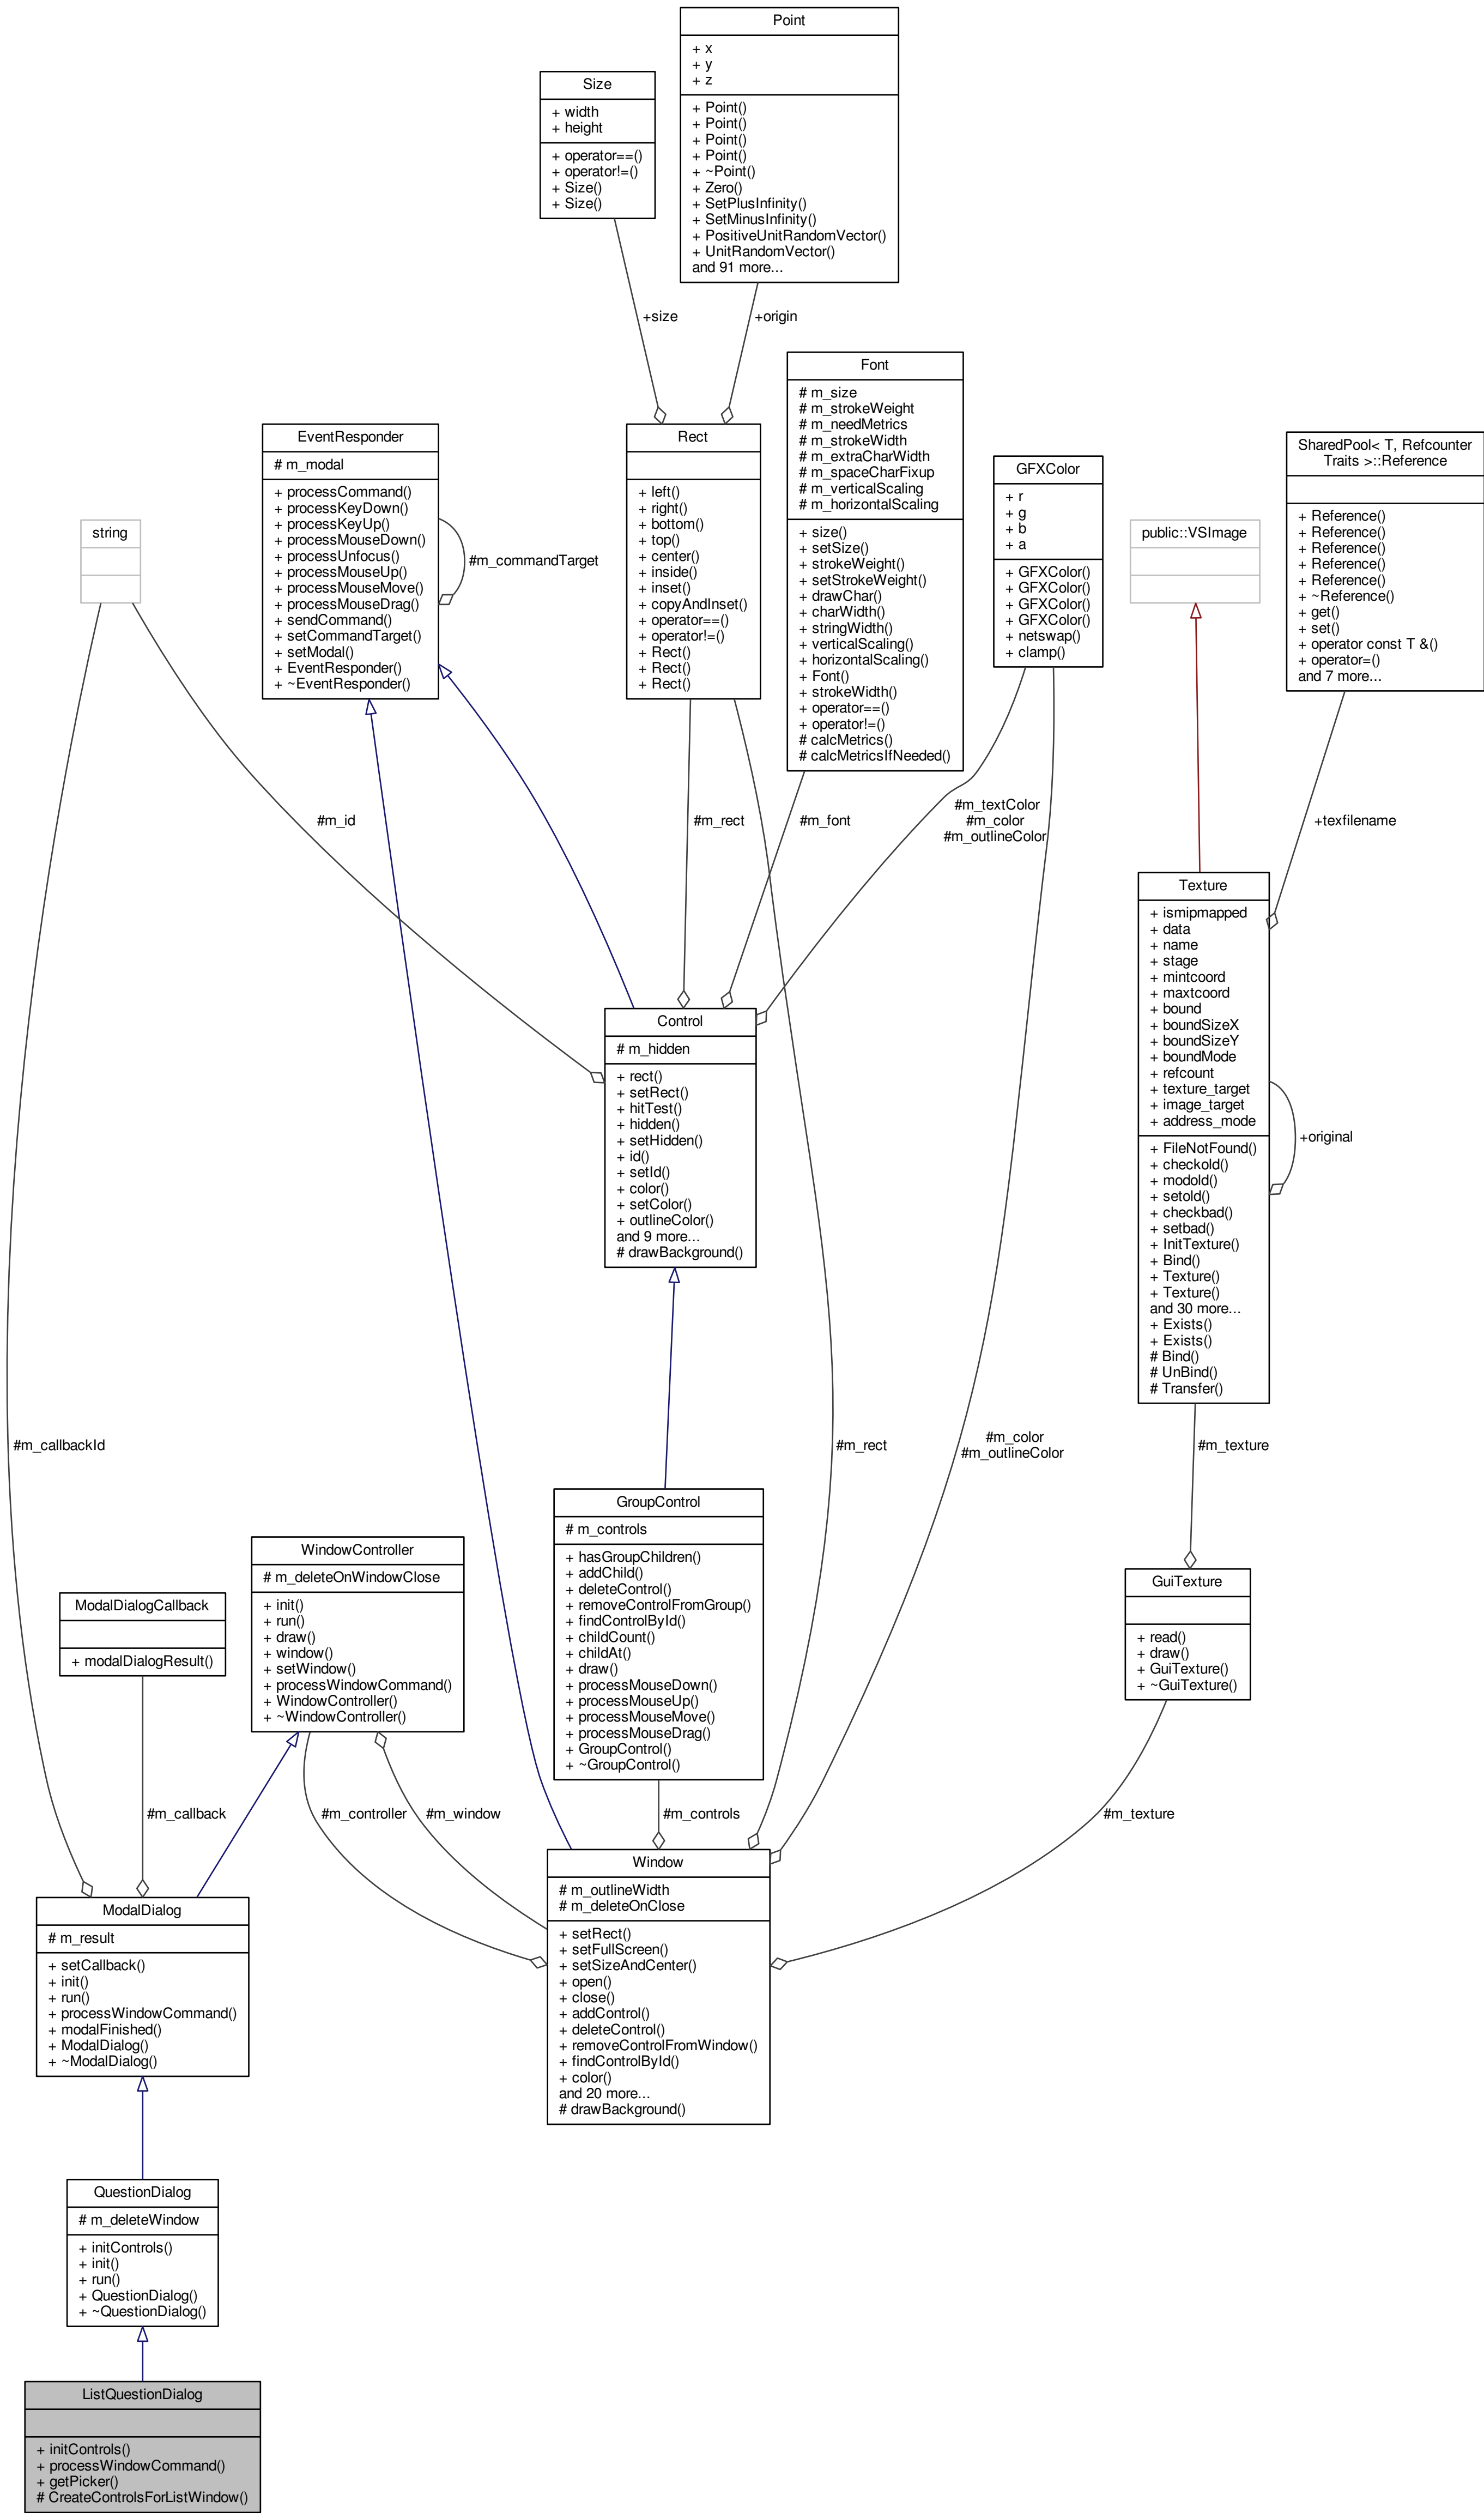 Point
+ x
+ y
+ z
+ Point()
+ Point()
+ Point()
+ Point()
+ ~Point()
+ Zero()
+ SetPlusInfinity()
+ SetMinusInfinity()
+ PositiveUnitRandomVector()
+ UnitRandomVector()
and 91 more...
Size
+ width
+ height
+ operator==()
+ operator!=()
+ Size()
+ Size()
+size
+origin
Font
# m_size
# m_strokeWeight
# m_needMetrics
# m_strokeWidth
# m_extraCharWidth
# m_spaceCharFixup
# m_verticalScaling
# m_horizontalScaling
+ size()
+ setSize()
+ strokeWeight()
+ setStrokeWeight()
+ drawChar()
+ charWidth()
+ stringWidth()
+ verticalScaling()
+ horizontalScaling()
+ Font()
+ strokeWidth()
+ operator==()
+ operator!=()
# calcMetrics()
# calcMetricsIfNeeded()
EventResponder
# m_modal
+ processCommand()
+ processKeyDown()
+ processKeyUp()
+ processMouseDown()
+ processUnfocus()
+ processMouseUp()
+ processMouseMove()
+ processMouseDrag()
+ sendCommand()
+ setCommandTarget()
+ setModal()
+ EventResponder()
+ ~EventResponder()
#m_commandTarget
Rect
+ left()
+ right()
+ bottom()
+ top()
+ center()
+ inside()
+ inset()
+ copyAndInset()
+ operator==()
+ operator!=()
+ Rect()
+ Rect()
+ Rect()
GFXColor
+ r
+ g
+ b
+ a
+ GFXColor()
+ GFXColor()
+ GFXColor()
+ GFXColor()
+ netswap()
+ clamp()
SharedPool< T, Refcounter
Traits >::Reference
+ Reference()
+ Reference()
+ Reference()
+ Reference()
+ Reference()
+ ~Reference()
+ get()
+ set()
+ operator const T &()
+ operator=()
and 7 more...
string
public::VSImage
#m_id
#m_rect
#m_font
#m_textColor
#m_color
#m_outlineColor
+texfilename
Texture
+ ismipmapped
+ data
+ name
+ stage
+ mintcoord
+ maxtcoord
+ bound
+ boundSizeX
+ boundSizeY
+ boundMode
+ refcount
+ texture_target
+ image_target
+ address_mode
+ FileNotFound()
+ checkold()
+ modold()
+ setold()
+ checkbad()
+ setbad()
+ InitTexture()
+ Bind()
+ Texture()
+ Texture()
and 30 more...
+ Exists()
+ Exists()
# Bind()
# UnBind()
# Transfer()
+original
Control
# m_hidden
+ rect()
+ setRect()
+ hitTest()
+ hidden()
+ setHidden()
+ id()
+ setId()
+ color()
+ setColor()
+ outlineColor()
and 9 more...
# drawBackground()
#m_callbackId
#m_rect
#m_color
#m_outlineColor
#m_texture
GroupControl
# m_controls
+ hasGroupChildren()
+ addChild()
+ deleteControl()
+ removeControlFromGroup()
+ findControlById()
+ childCount()
+ childAt()
+ draw()
+ processMouseDown()
+ processMouseUp()
+ processMouseMove()
+ processMouseDrag()
+ GroupControl()
+ ~GroupControl()
WindowController
# m_deleteOnWindowClose
+ init()
+ run()
+ draw()
+ window()
+ setWindow()
+ processWindowCommand()
+ WindowController()
+ ~WindowController()
ModalDialogCallback
+ modalDialogResult()
GuiTexture
+ read()
+ draw()
+ GuiTexture()
+ ~GuiTexture()
#m_callback
#m_controller
#m_window
#m_controls
#m_texture
Window
# m_outlineWidth
# m_deleteOnClose
+ setRect()
+ setFullScreen()
+ setSizeAndCenter()
+ open()
+ close()
+ addControl()
+ deleteControl()
+ removeControlFromWindow()
+ findControlById()
+ color()
and 20 more...
# drawBackground()
ModalDialog
# m_result
+ setCallback()
+ init()
+ run()
+ processWindowCommand()
+ modalFinished()
+ ModalDialog()
+ ~ModalDialog()
QuestionDialog
# m_deleteWindow
+ initControls()
+ init()
+ run()
+ QuestionDialog()
+ ~QuestionDialog()
ListQuestionDialog
+ initControls()
+ processWindowCommand()
+ getPicker()
# CreateControlsForListWindow()